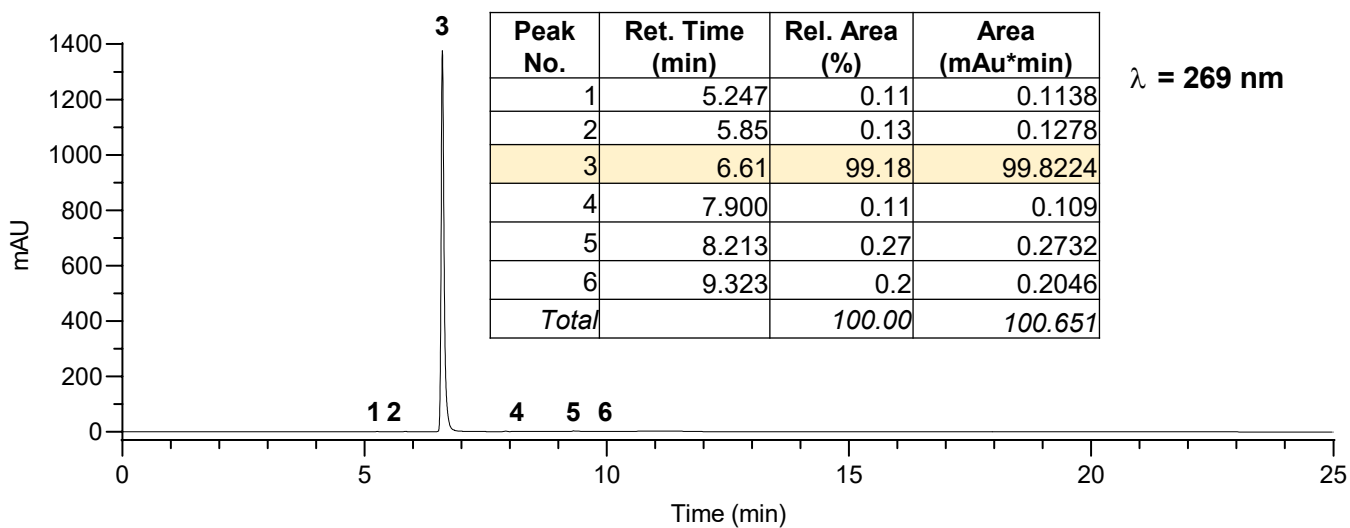 3
Peak No. Ret. Time (min) Rel. Area (%) Area (mAu*min)
1 5.247 0.11 0.1138
2 5.85 0.13 0.1278
3 6.61 99.18 99.8224
4 7.900 0.11 0.109
5 8.213 0.27 0.2732
6 9.323 0.2 0.2046
Total 100.00 100.651
λ = 269 nm
mAU
1400
1200
1000
800
600
400
200
0
1 2 4 5 6
0 5 10 15 20 25
Time (min)